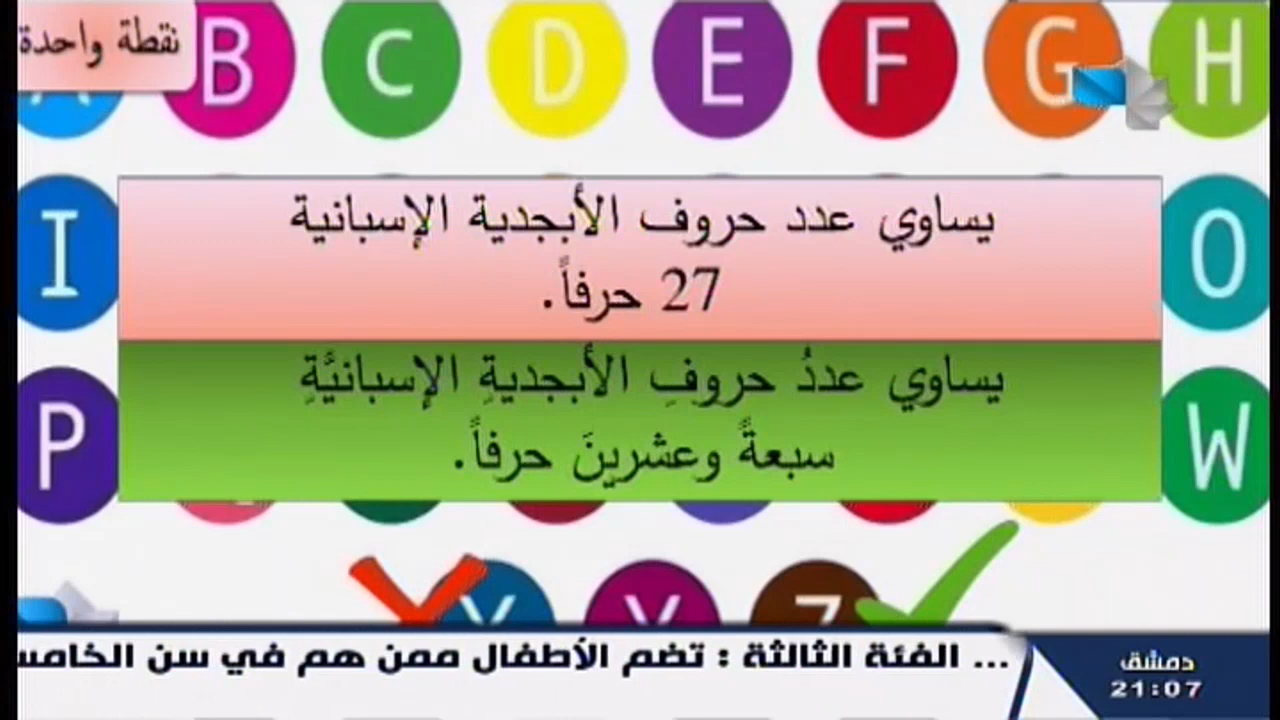 نقطة واحدة
B C D E F G H
يساوي عدد حروف الأبجدية الإسبانية
27 حرفاً.
I
O
يساوي عددُ حروفِ الأبجديةِ الإسبانيَّةِ
سبعةً وعشرينَ حرفاً.
P
W
... الفئة الثالثة : تضم الأطفال ممن هم في سن الخامس
دمشق
21:07